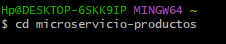 Hp@DESKTOP-6SKK9IP MINGW64 ~
$ cd microservicio-productos